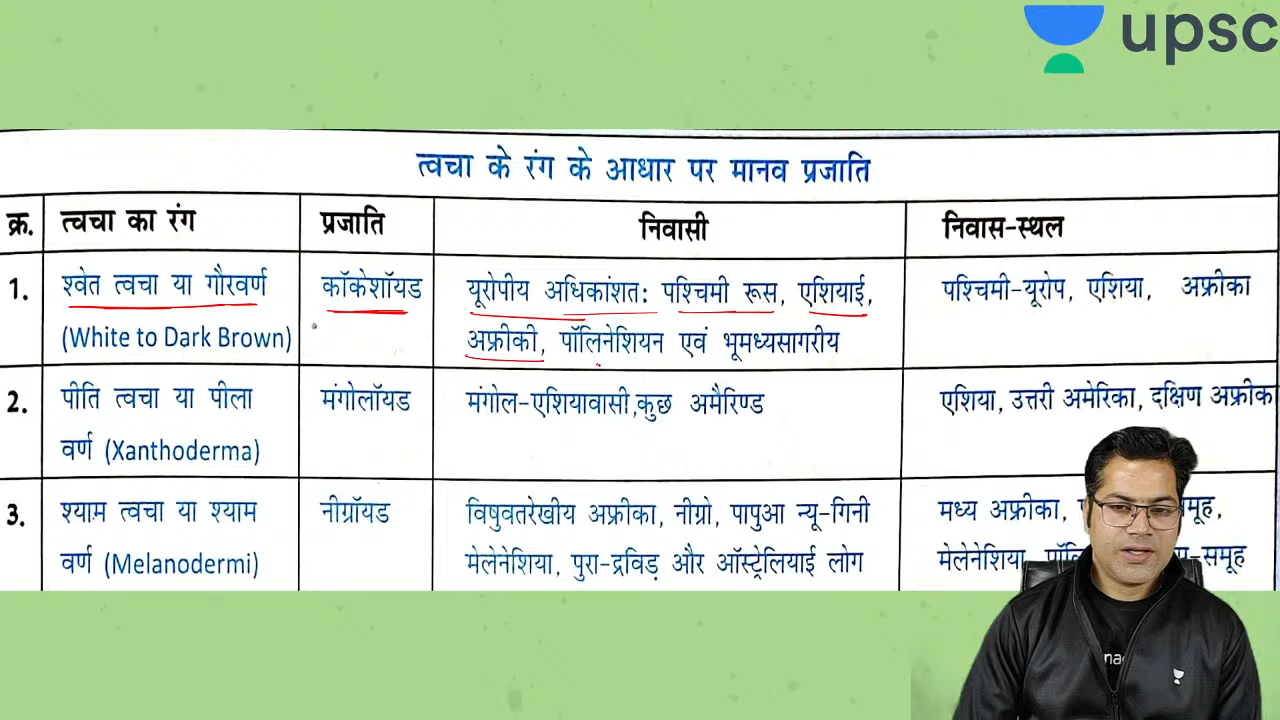 upsc
त्वचा के रंग के आधार पर मानव प्रजाति
क्र. त्वचा का रंग प्रजाति निवासी निवास-स्थल
1. श्वेत त्वचा या गौरवर्ण कॉकेशॉयड यूरोपीय अधिकांशतः पश्चिमी रूस, एशियाई, पश्चिमी-यूरोप, एशिया, अफ्रीका
(White to Dark Brown) अफ्रीकी, पॉलिनेशियन एवं भूमध्यसागरीय
2. पीति त्वचा या पीला मंगोलॉयड मंगोल-एशियावासी,कुछ अमैरिण्ड एशिया, उत्तरी अमेरिका, दक्षिण अफ्रीका
वर्ण (Xanthoderma)
3. श्याम त्वचा या श्याम नीग्रॉयड विषुवतरेखीय अफ्रीका, नीग्रो, पापुआ न्यू-गिनी मध्य अफ्रीका,
वर्ण (Melanodermi) मेलेनेशिया, पुरा-द्रविड़ और ऑस्ट्रेलियाई लोग मेलेनेशिया,